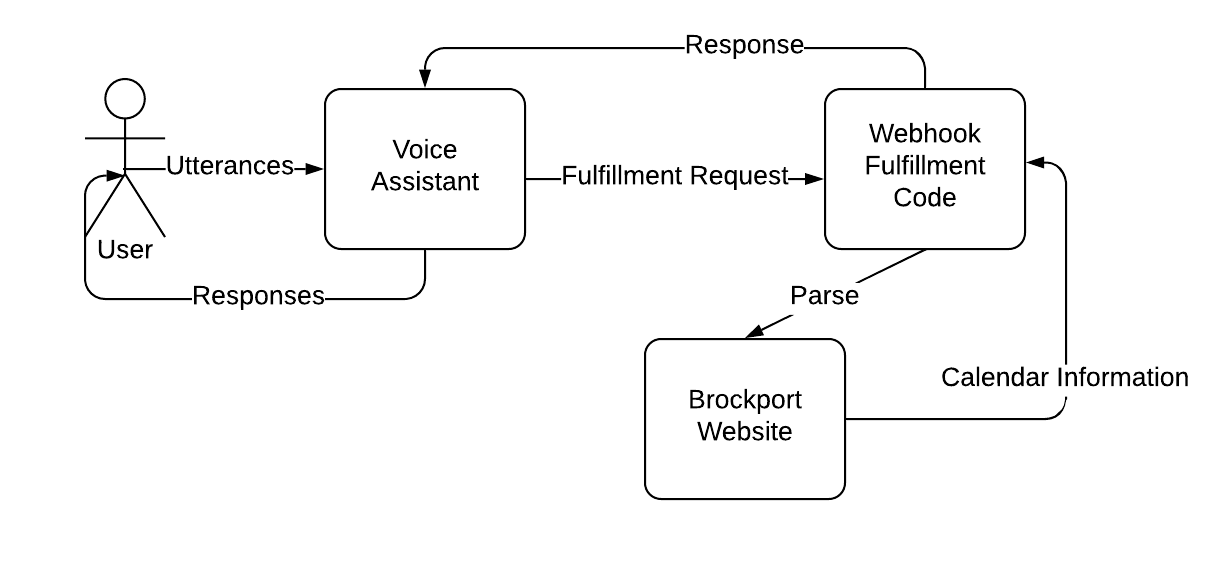 Response
Voice
Assistant
Webhook
Fulfillment
Code
Utterances
Fulfillment Request
User
Responses
Parse
Calendar Information
Brockport
Website